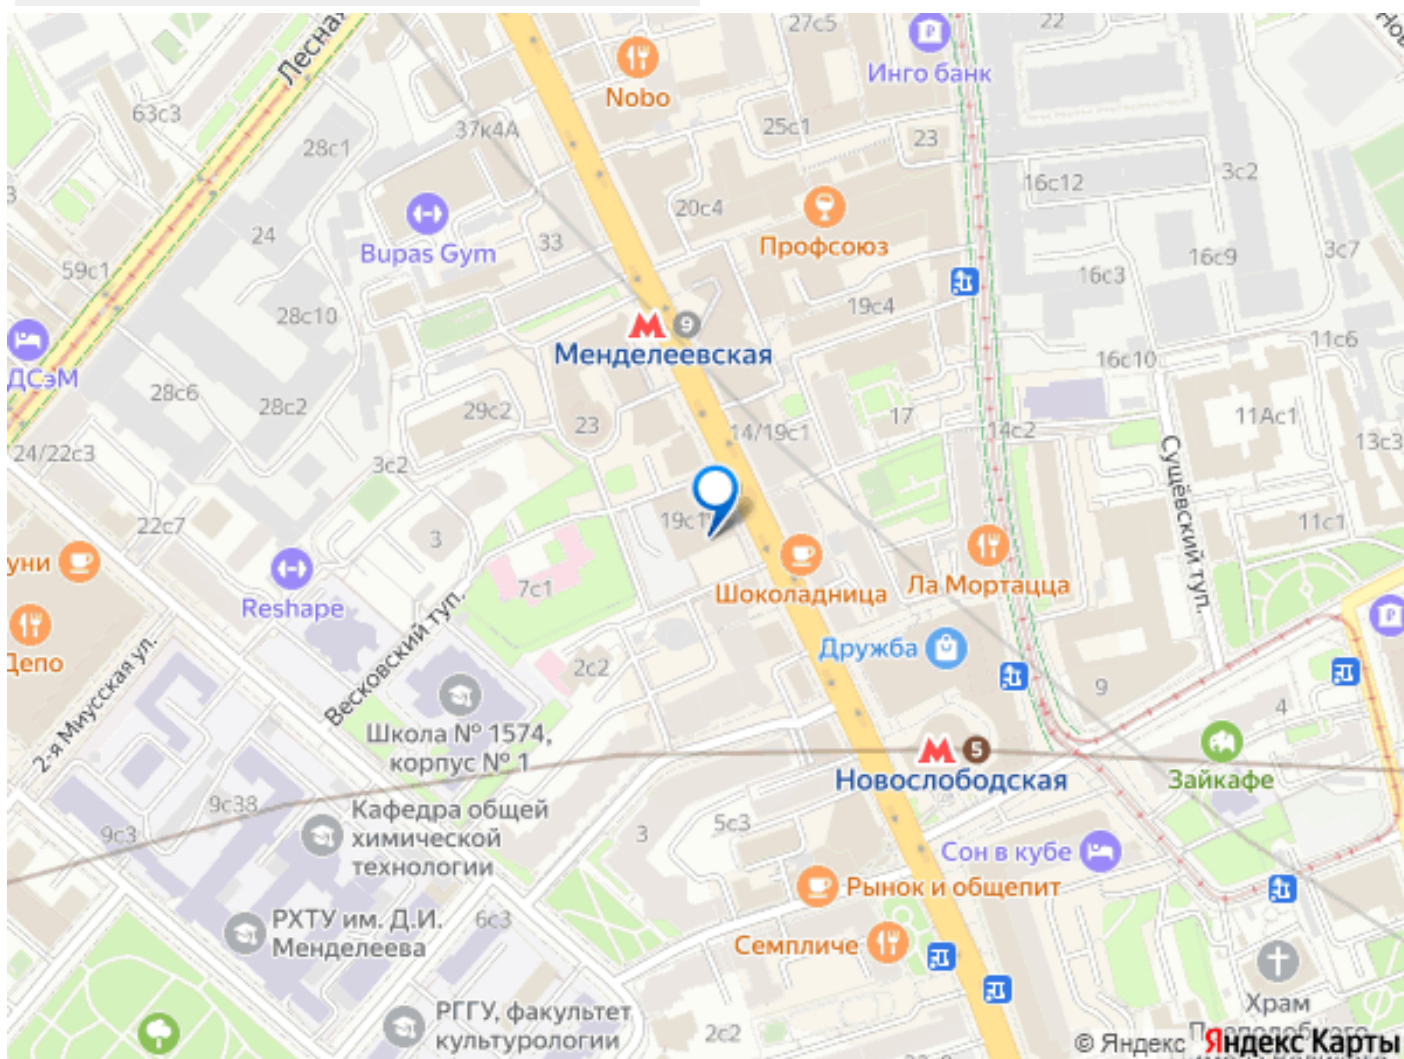 Лесная
27с5
22
Инго банк
Nobo
63с3
28с1
37к4А
25с1
23
16с12
3с2
20с4
Bupas Gym
33
24
Профсоюз
59с1
16с3
16с9
3с7
28с10
19с4
9
Менделеевская
11с6
16с10
ДСэМ
28с6
28с2
29с2
23
17
14/19с1
14с2
11Ас1
13с3
24/22с3
3с2
Сущёвский туп.
22с7
3
19с1
11с1
уни
7с1
Шоколадница
Ла Мортацца
Reshape
Депо
2-я Миусская ул.
Весковский туп.
2с2
Дружба
9
4
Школа № 1574,
корпус № 1
5
Новослободская
Зайкафе
9с38
9с3
Кафедра общей
химической
технологии
3
5с3
Сон в кубе
Рынок и общепит
РХТУ им. Д.И.
Менделеева
6с3
Семпличе
РГГУ, факультет
культурологии
2с2
Храм
© Яндекс Яндекс Карты